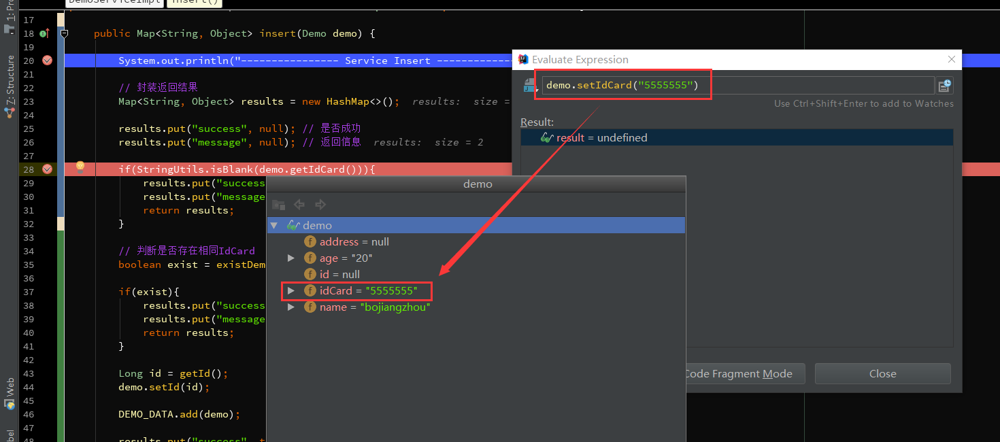 DemoServiceImpl insert()
1: Pr
Z: Structure
Web
17
18 public Map<String, Object> insert(Demo demo) {
19
20 System.out.println("---------------- Service Insert -------------
21
22 // 封装返回结果
23 Map<String, Object> results = new HashMap<>(); results: size =
24
25 results.put("success", null); // 是否成功
26 results.put("message", null); // 返回信息 results: size = 2
27
28 if(StringUtils.isBlank(demo.getIdCard())){
29 results.put("success
30 results.put("message
31 return results;
32 }
33
34 // 判断是否存在相同IdCard
35 boolean exist = existDem
36
37 if(exist){
38 results.put("success
39 results.put("message
40 return results;
41 }
42
43 Long id = getId();
44 demo.setId(id);
45
46 DEMO_DATA.add(demo);
47
48 results.put("success", t
Evaluate Expression
demo.setIdCard("5555555")
Use Ctrl+Shift+Enter to add to Watches
Result:
result = undefined
Code Fragment Mode
Close
demo
demo
address = null
age = "20"
id = null
idCard = "5555555"
name = "bojiangzhou"